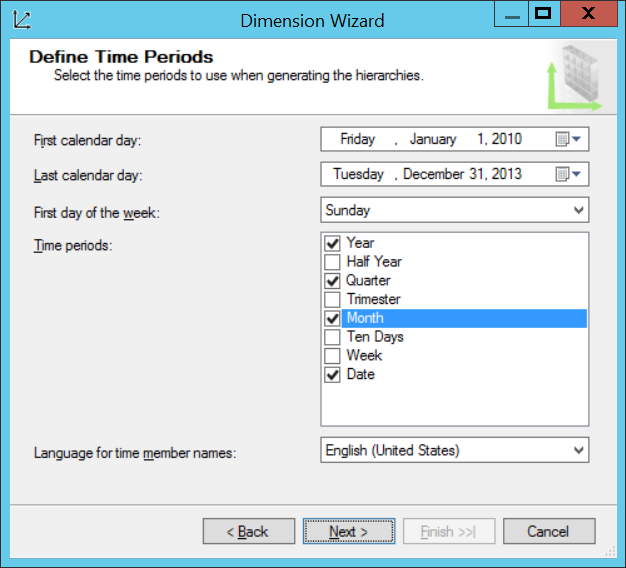 Dimension Wizard
Define Time Periods
Select the time periods to use when generating the hierarchies.
First calendar day: Friday , January 1, 2010
Last calendar day: Tuesday , December 31, 2013
First day of the week: Sunday
Time periods:
Year
Half Year
Quarter
Trimester
Month
Ten Days
Week
Date
Language for time member names: English (United States)
< Back Next > Finish >>| Cancel